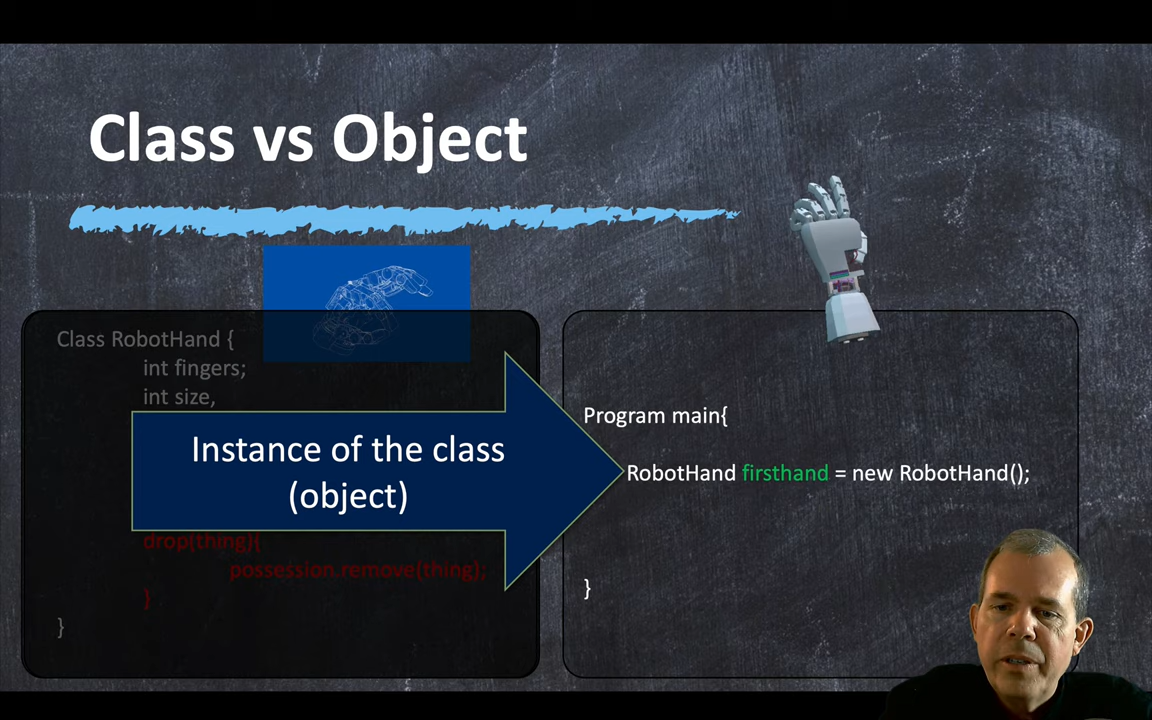 Class vs Object
Class RobotHand {
int fingers;
int size,
Instance of the class
(object)
drop(thing){
possession.remove(thing);
}
}
Program main{
RobotHand firsthand = new RobotHand();
}